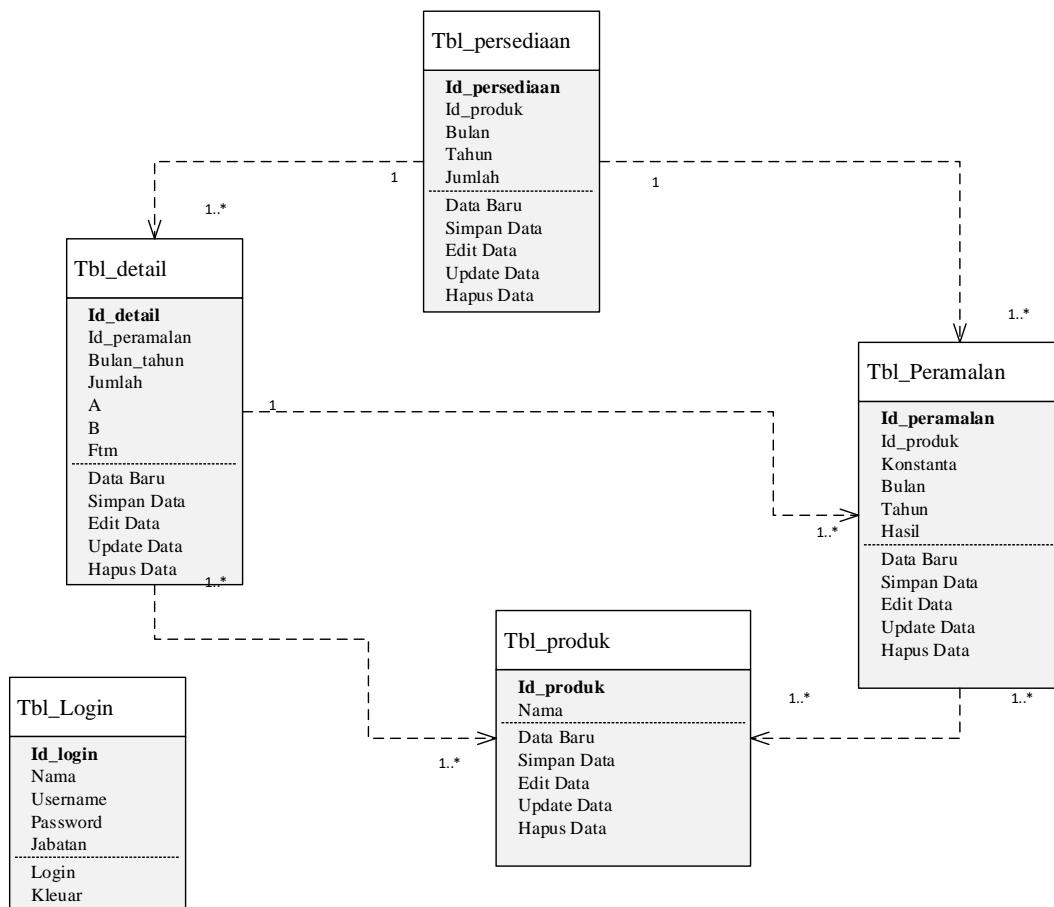 Tbl_persediaan
Id_persediaan
Id_produk
Bulan
Tahun
Jumlah
Data Baru
Simpan Data
Edit Data
Update Data
Hapus Data
1
1
1..*
1..*
Tbl_detail
Id_detail
Id_peramalan
Bulan_tahun
Jumlah
A
B
Ftm
Data Baru
Simpan Data
Edit Data
Update Data
Hapus Data
1..*
1
1..*
Tbl_Peramalan
Id_peramalan
Id_produk
Konstanta
Bulan
Tahun
Hasil
Data Baru
Simpan Data
Edit Data
Update Data
Hapus Data
1..*
1..*
Tbl_produk
Id_produk
Nama
Data Baru
Simpan Data
Edit Data
Update Data
Hapus Data
1..*
Tbl_Login
Id_login
Nama
Username
Password
Jabatan
Login
Kleuar